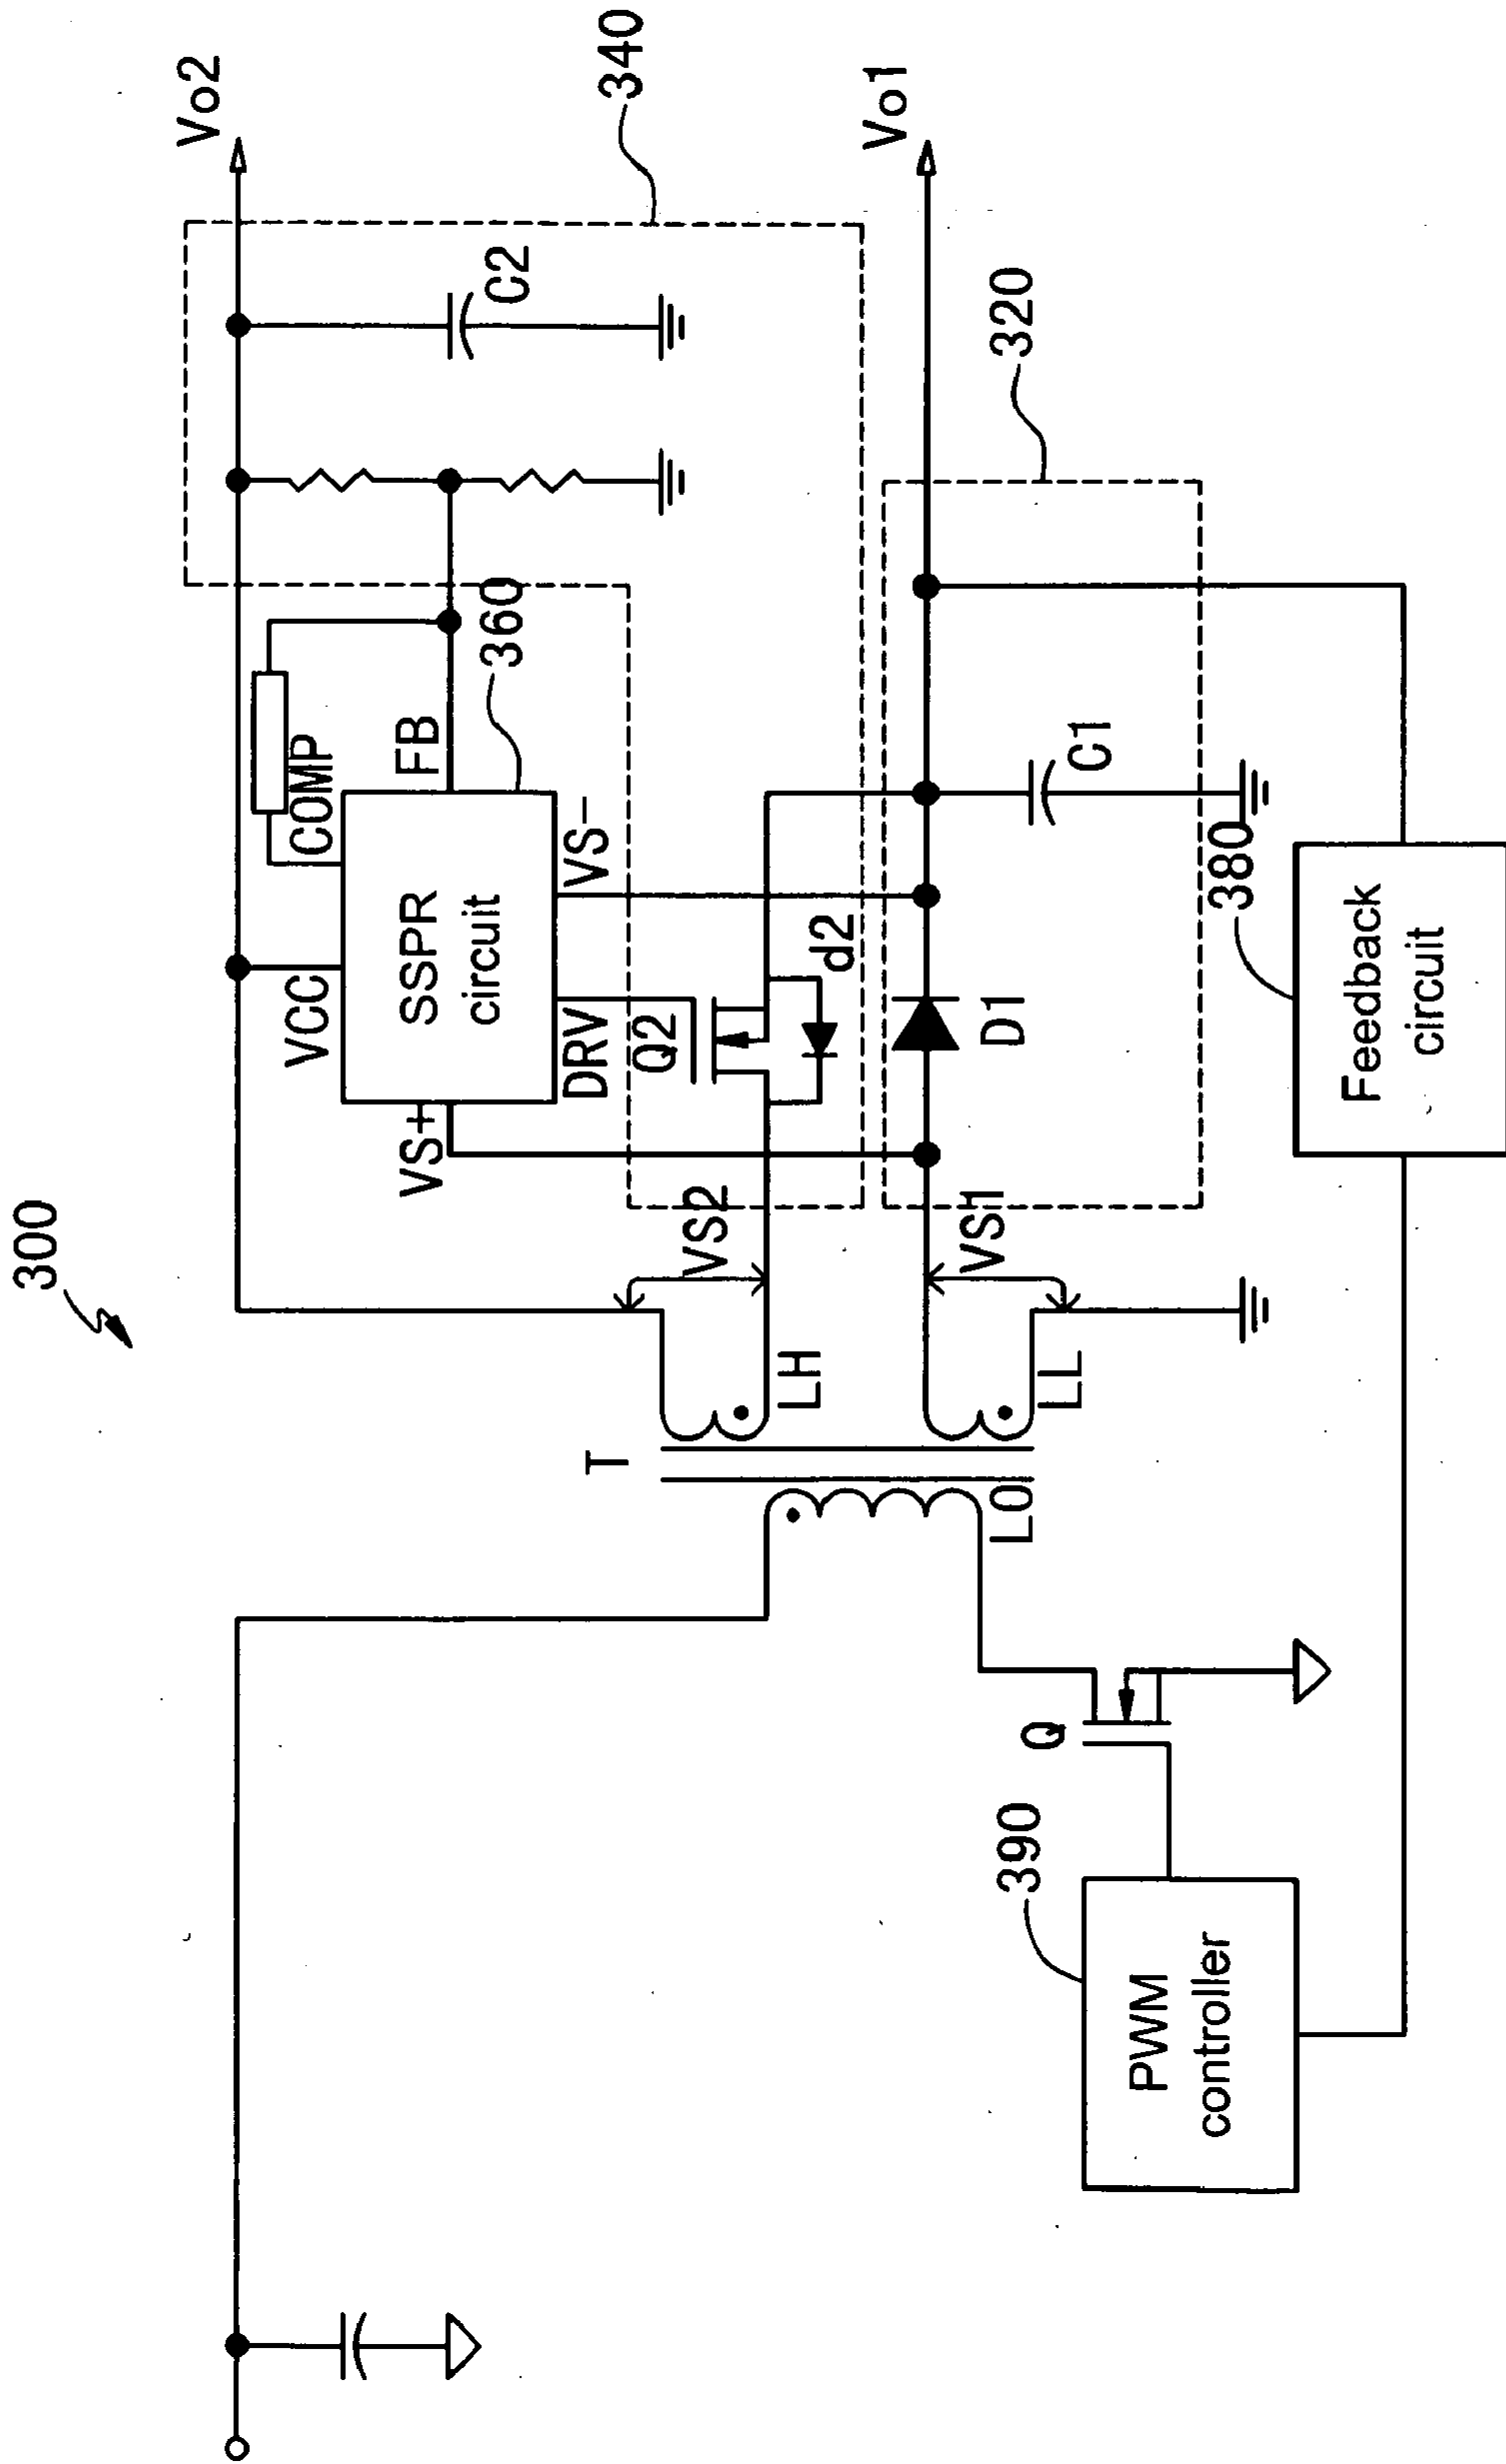 300
Vo2
340
Vo1
320
VCC
COMP
FB
360
SSPR
circuit
VS+
DRV
VS-
Q2
d2
VS2
VS1
D1
C1
C2
T
LH
LL
L0
Q
390
PWM
controller
380
Feedback
circuit